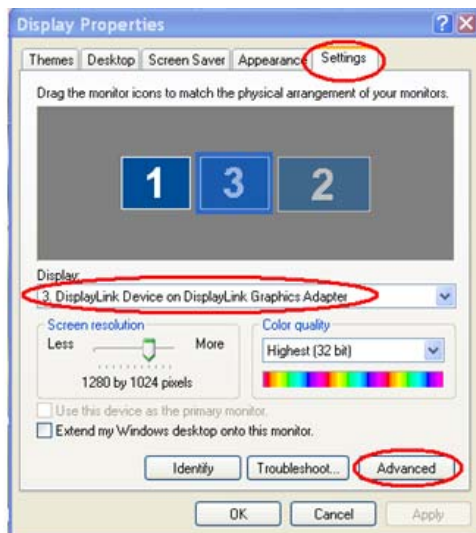 Display Properties
Themes Desktop Screen Saver Appearance Settings
Drag the monitor icons to match the physical arrangement of your monitors.
1 3 2
Display:
3. DisplayLink Device on DisplayLink Graphics Adapter
Screen resolution Color quality
Less More Highest (32 bit)
1280 by 1024 pixels
Use this device as the primary monitor.
Extend my Windows desktop onto this monitor.
Identify Troubleshoot... Advanced
OK Cancel Apply